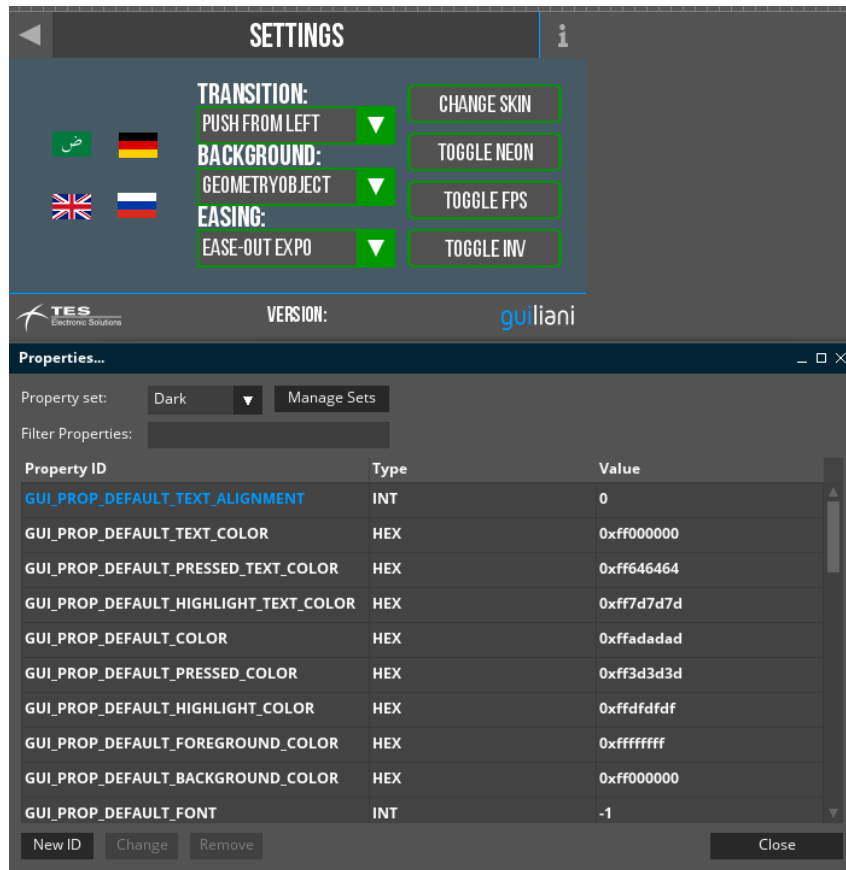 SETTINGS i
TRANSITION:
PUSH FROM LEFT
BACKGROUND:
GEOMETRYOBJECT
EASING:
EASE-OUT EXPO
ض
CHANGE SKIN
TOGGLE NEON
TOGGLE FPS
TOGGLE INV
TES
Electronic Solutions
VERSION:
guiliani
Properties...
Property set: Dark Manage Sets
Filter Properties:
Property ID Type Value
GUI_PROP_DEFAULT_TEXT_ALIGNMENT INT 0
GUI_PROP_DEFAULT_TEXT_COLOR HEX 0xff000000
GUI_PROP_DEFAULT_PRESSED_TEXT_COLOR HEX 0xff646464
GUI_PROP_DEFAULT_HIGHLIGHT_TEXT_COLOR HEX 0xff7d7d7d
GUI_PROP_DEFAULT_COLOR HEX 0xffadadad
GUI_PROP_DEFAULT_PRESSED_COLOR HEX 0xff3d3d3d
GUI_PROP_DEFAULT_HIGHLIGHT_COLOR HEX 0xffdfdfdf
GUI_PROP_DEFAULT_FOREGROUND_COLOR HEX 0xffffffff
GUI_PROP_DEFAULT_BACKGROUND_COLOR HEX 0xff000000
GUI_PROP_DEFAULT_FONT INT -1
New ID Change Remove Close